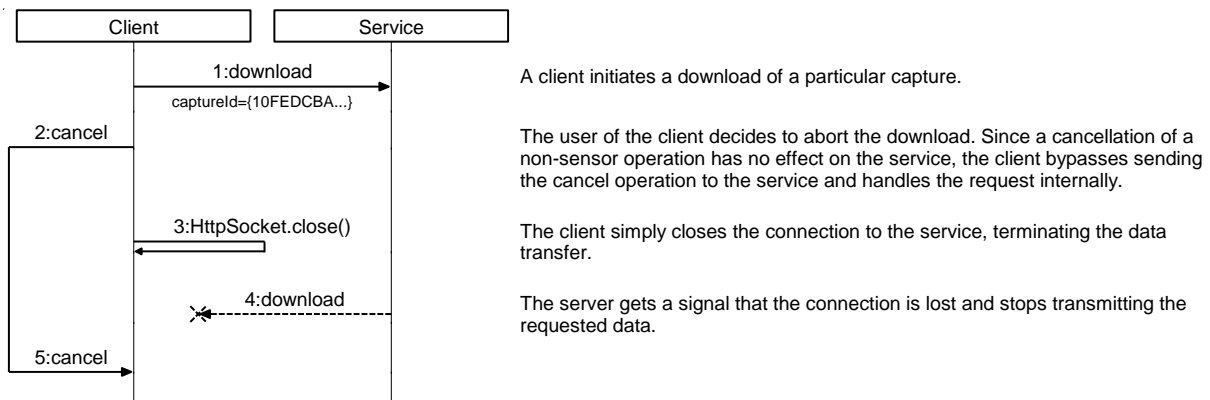 Client
Service
1:download
captureId={10FEDCBA...}
A client initiates a download of a particular capture.
2:cancel
The user of the client decides to abort the download. Since a cancellation of a
non-sensor operation has no effect on the service, the client bypasses sending
the cancel operation to the service and handles the request internally.
3:HttpSocket.close()
The client simply closes the connection to the service, terminating the data
transfer.
4:download
The server gets a signal that the connection is lost and stops transmitting the
requested data.
5:cancel